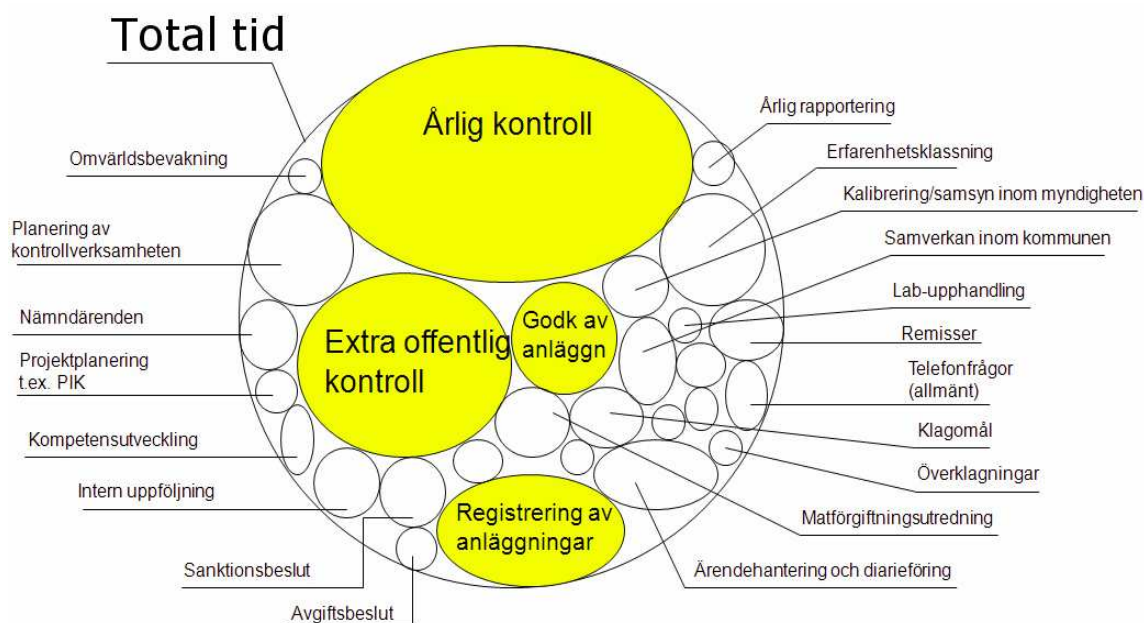 Total tid
Årlig kontroll
Årlig rapportering
Omvärldsbevakning
Erfarenhetsklassning
Kalibrering/samsyn inom myndigheten
Planering av
kontrollverksamheten
Samverkan inom kommunen
Lab-upphandling
Nämndärenden
Extra offentlig
kontroll
Godk av
anläggn
Remisser
Projektplanering
t.ex. PIK
Telefonfrågor
(allmänt)
Kompetensutveckling
Klagomål
Överklagningar
Intern uppföljning
Registrering av
anläggningar
Matförgiftningsutredning
Sanktionsbeslut
Ärendehantering och diarieföring
Avgiftsbeslut